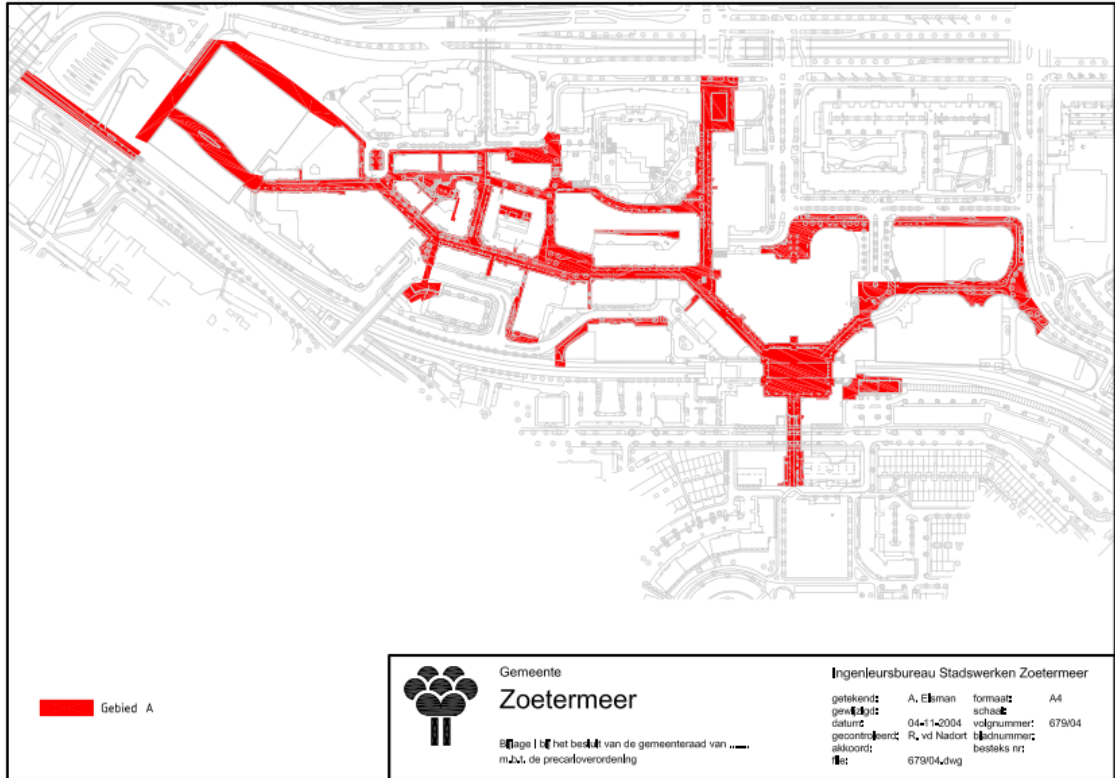 Gebied A
Gemeente
Zoetermeer
Bijlage I bij het besluit van de gemeenteraad van ......
m.b.t. de precarioverordening
Ingenieursbureau Stadswerken Zoetermeer
getekend: A. Elsman formaat: A4
gewijzigd: schaal:
datum: 04-11-2004 volgnummer: 679/04
gecontroleerd: R. vd Nadort bladnummer:
akkoord: besteks nr:
file: 679/04.dwg